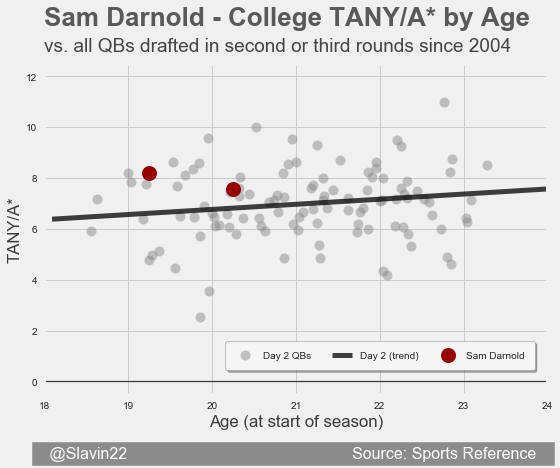 Sam Darnold - College TANY/A* by Age
vs. all QBs drafted in second or third rounds since 2004
12
10
8
6
4
2
0
TANY/A*
Day 2 QBs
Day 2 (trend)
Sam Darnold
18 19 20 21 22 23 24
Age (at start of season)
@Slavin22 Source: Sports Reference